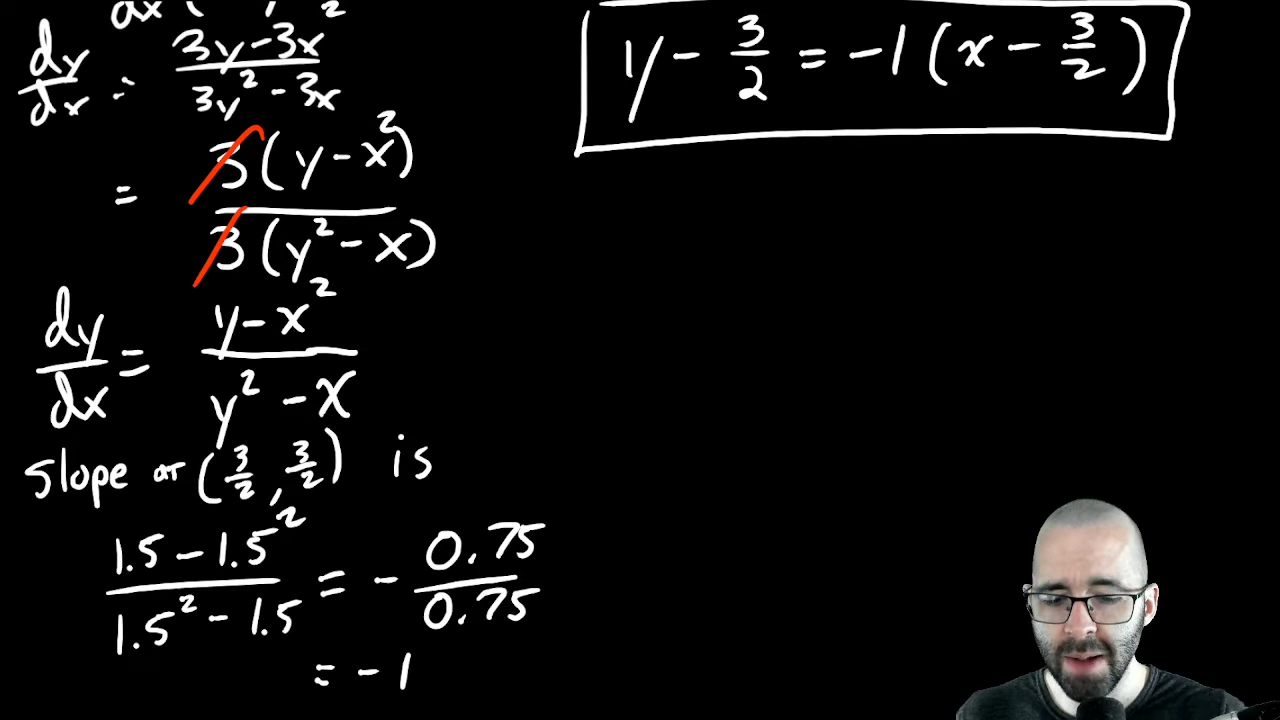 dx ( ) 2
dy/dx = (3y - 3x²)/(3y² - 3x)
= 3(y - x²)/3(y² - x)
dy/dx = (y - x²)/(y² - x)
slope at (3/2, 3/2) is
(1.5 - 1.5²)/(1.5² - 1.5) = - 0.75/0.75
= -1
y - 3/2 = -1(x - 3/2)